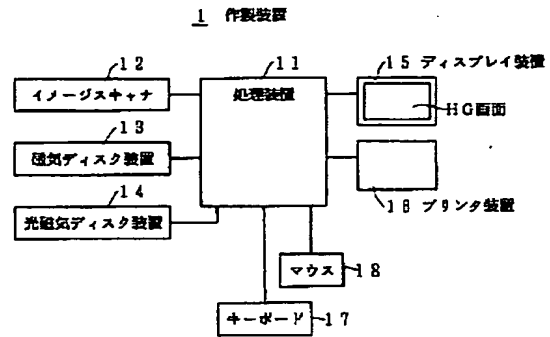 1 作製装置
12
イメージスキャナ
11
処理装置
15 ディスプレイ装置
HG画面
13
磁気ディスク装置
14
光磁気ディスク装置
16 プリンタ装置
マウス
18
キーボード
17